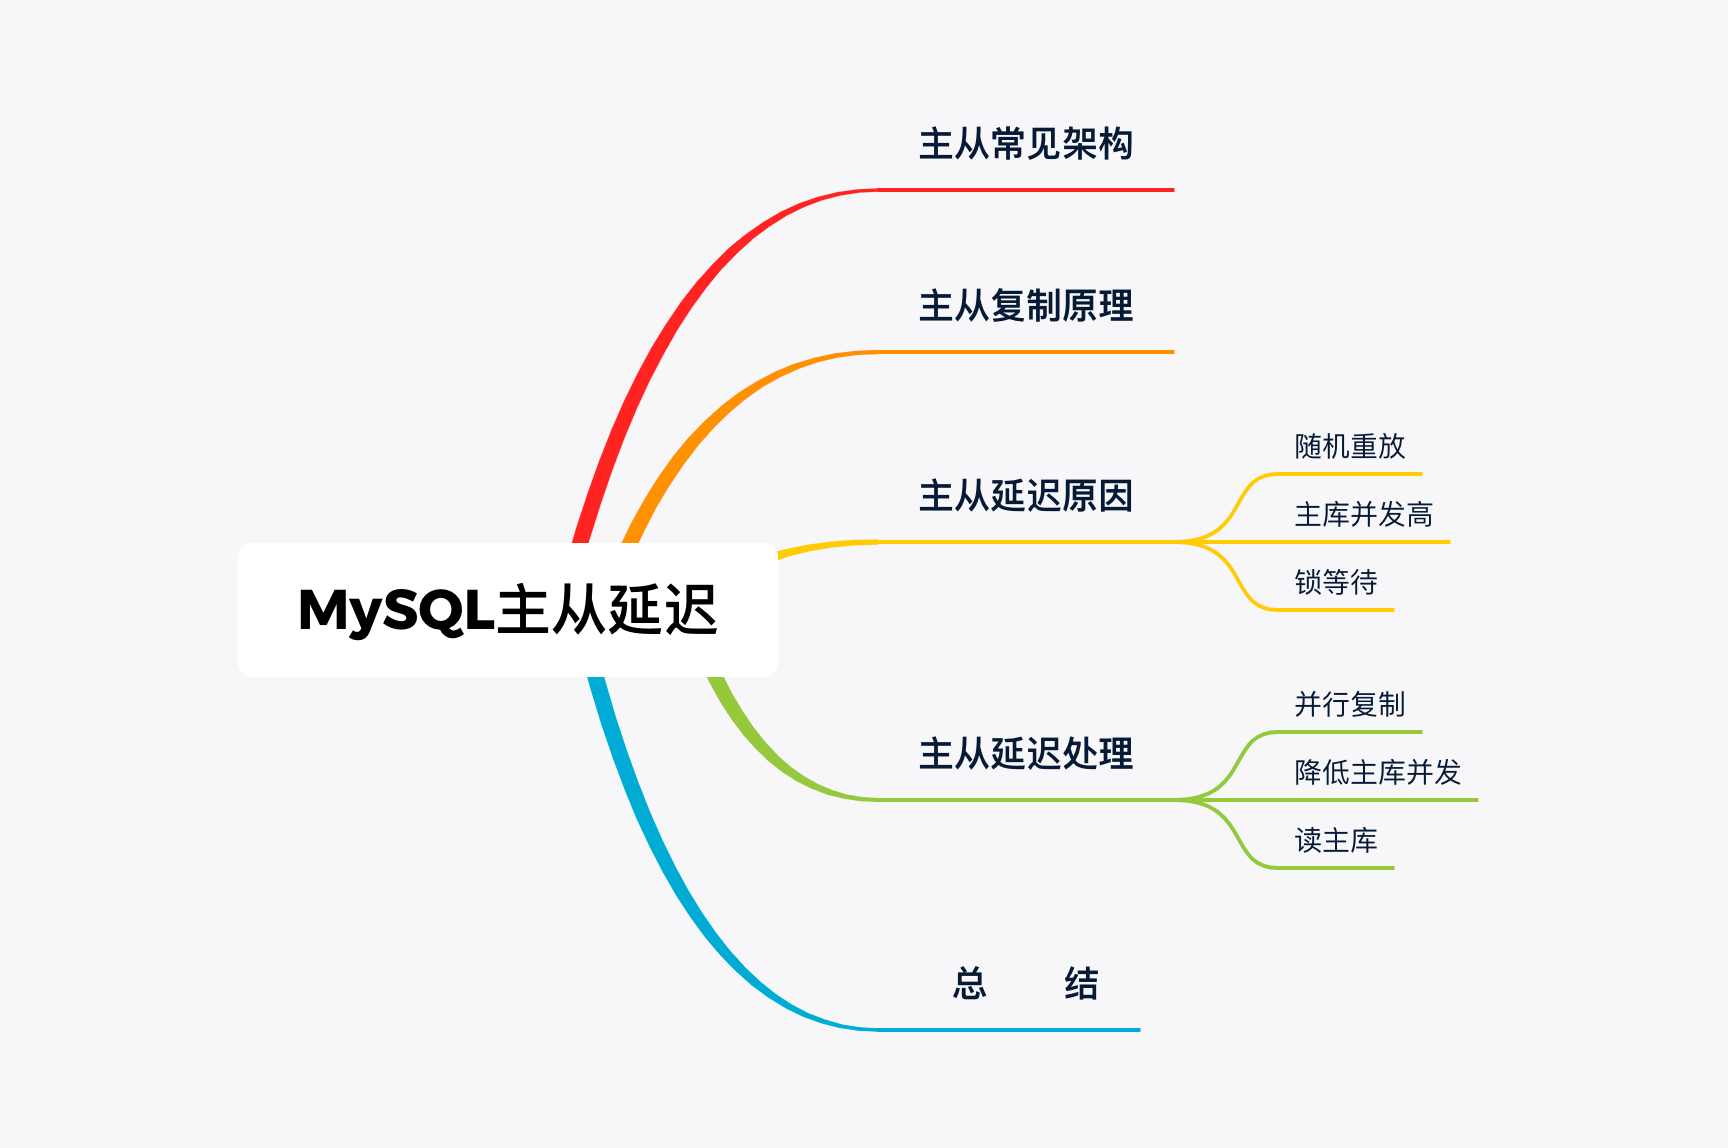 主从常见架构
主从复制原理
主从延迟原因
随机重放
主库并发高
锁等待
MySQL主从延迟
主从延迟处理
并行复制
降低主库并发
读主库
总 结